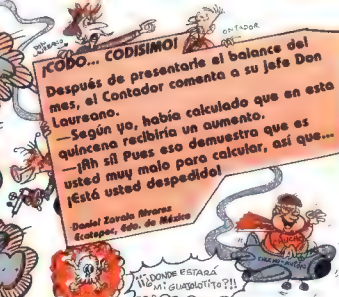 DON LAUREANO
CONTADOR
¡CODO... CODISIMO!
Después de presentarle el balance del
mes, el Contador comenta a su jefe Don
Laureano.
—Según yo, había calculado que en esta
quincena recibiría un aumento.
—¡Ah sí! Pues eso demuestra que es
usted muy malo para calcular, así que...
¡Está usted despedido!
Daniel Zavala Alvarez
Ecatepec, Edo. de México
¡¡¿DONDE ESTARÁ
MI GUAJOLOTITO?!!